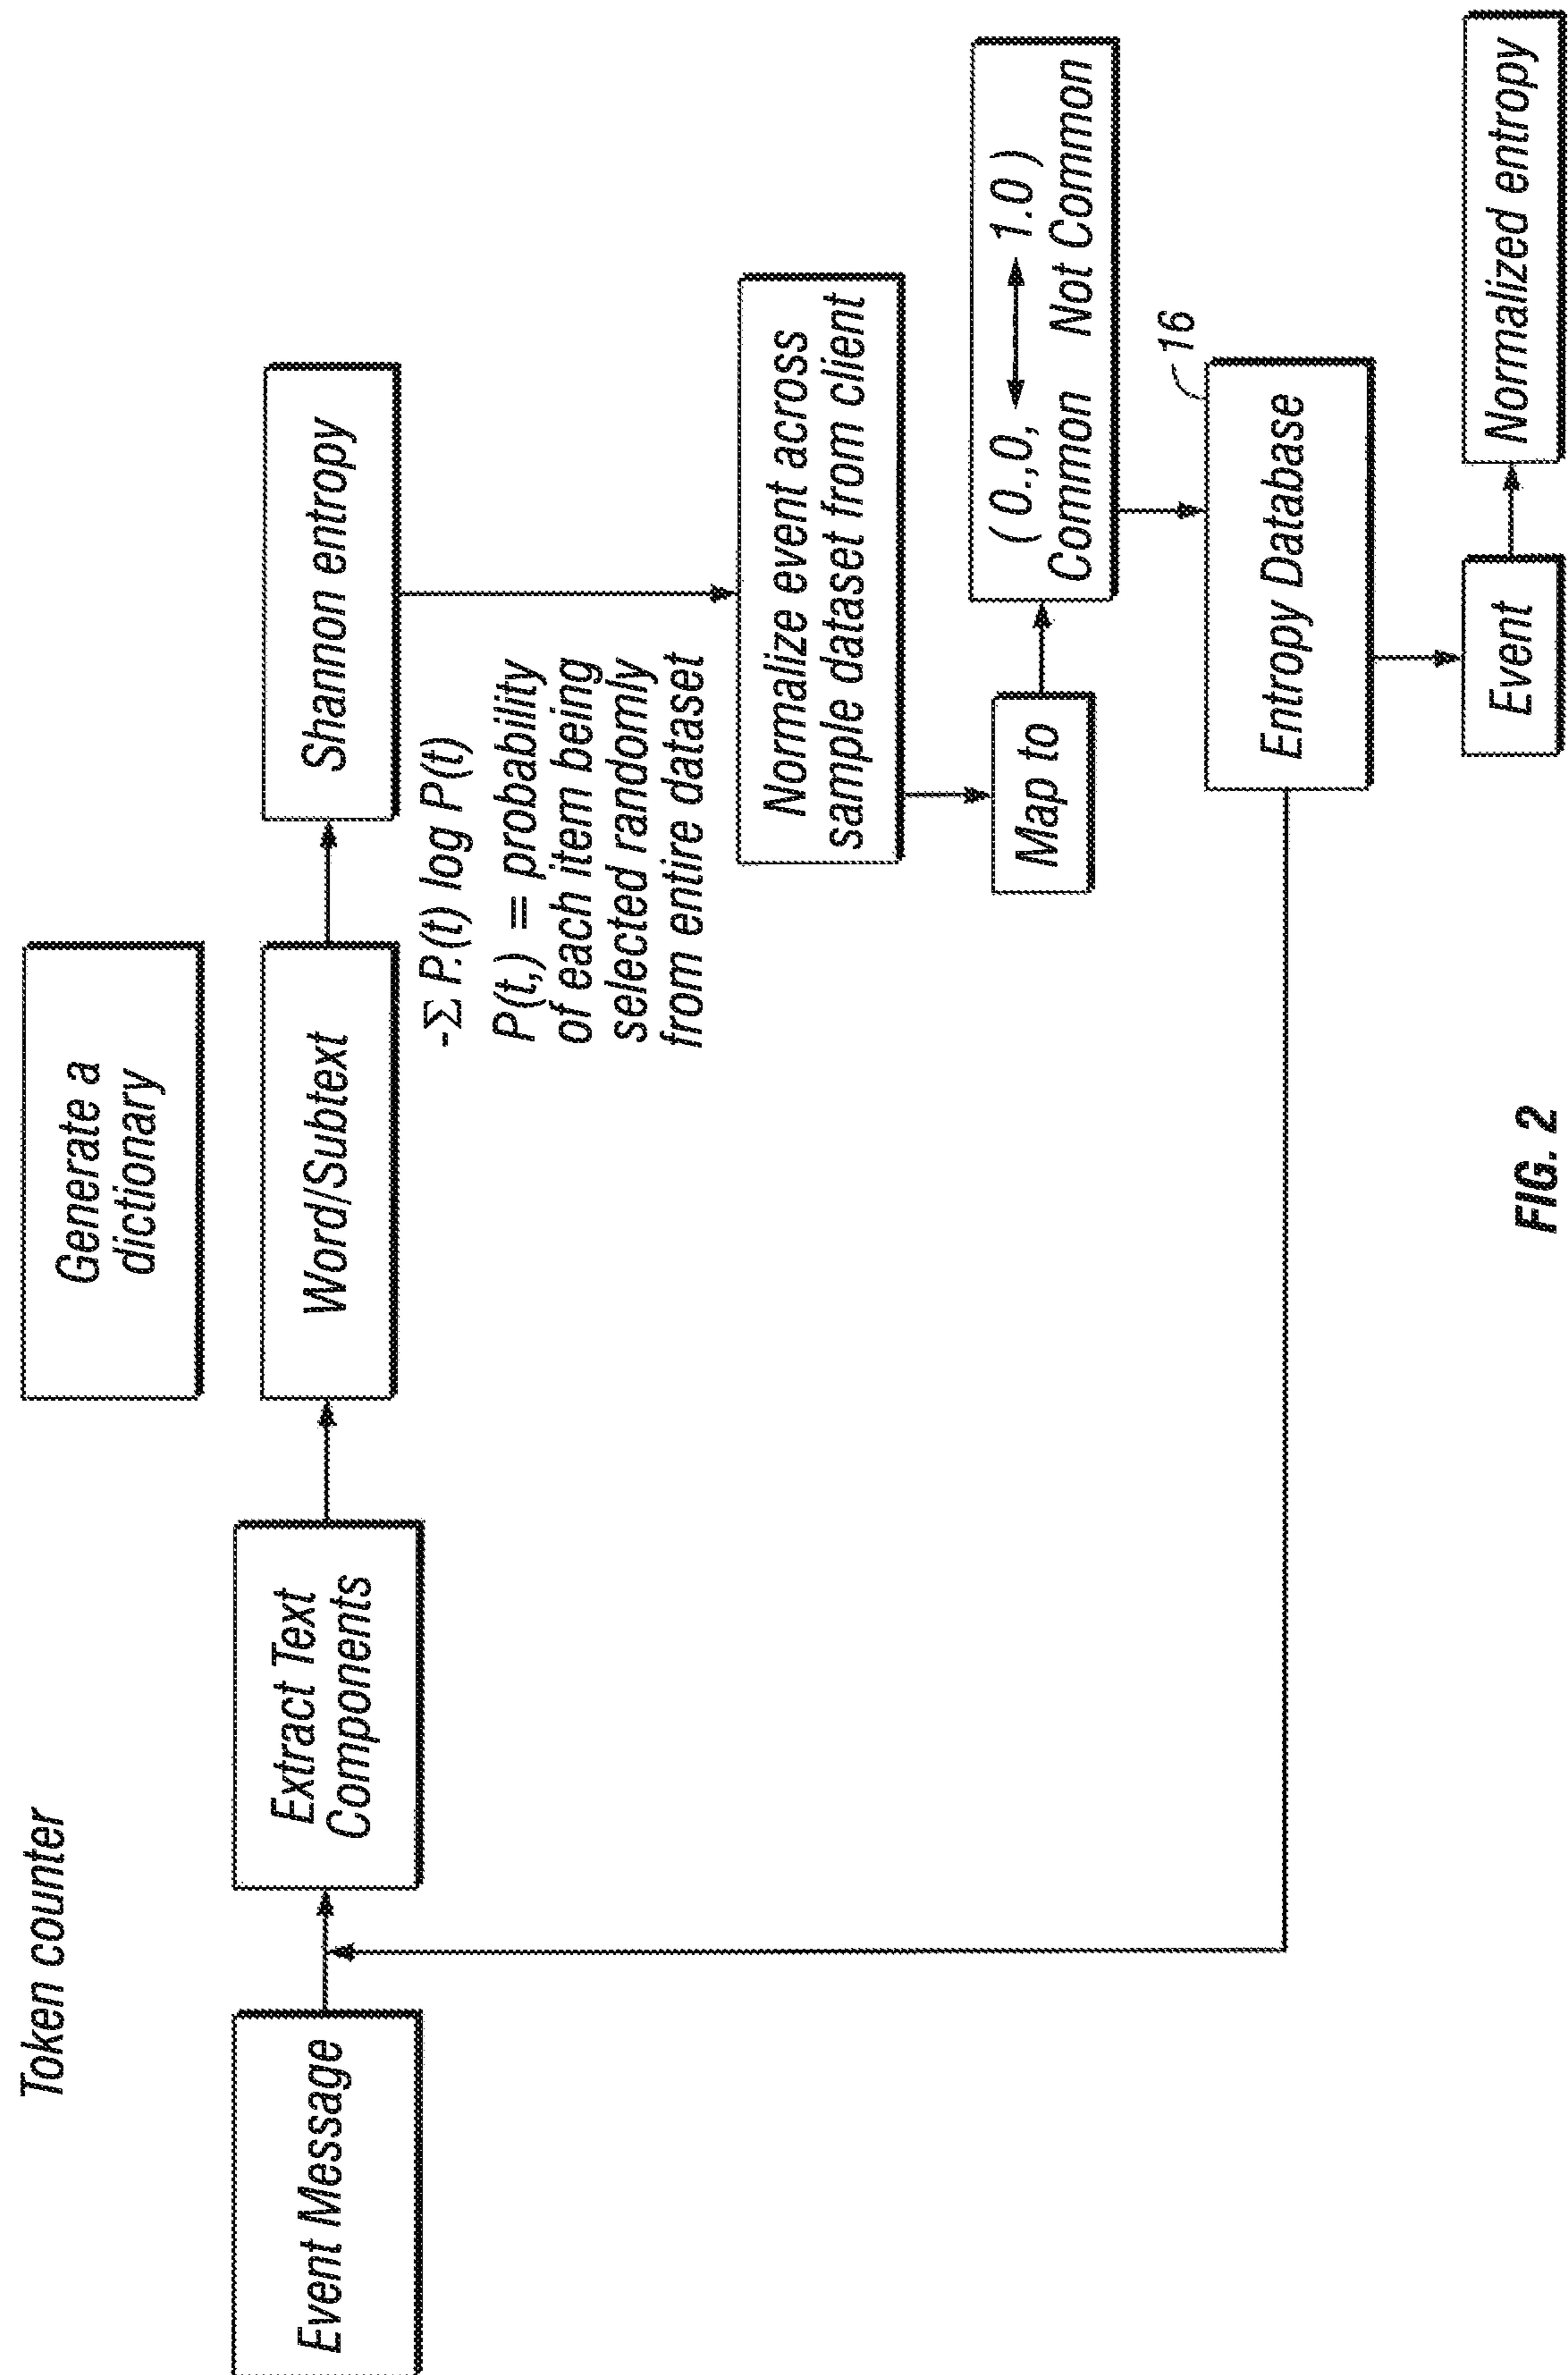 Token counter
Generate a
dictionary
Event Message
Extract Text
Components
Word/Subtext
Shannon entropy
-Σ P.(t) log P(t)
P(t,) = probability
of each item being
selected randomly
from entire dataset
Normalize event across
sample dataset from client
Map to
( 0.,0, 1.0 )
Common Not Common
16
Entropy Database
Event
Normalized entropy
FIG. 2